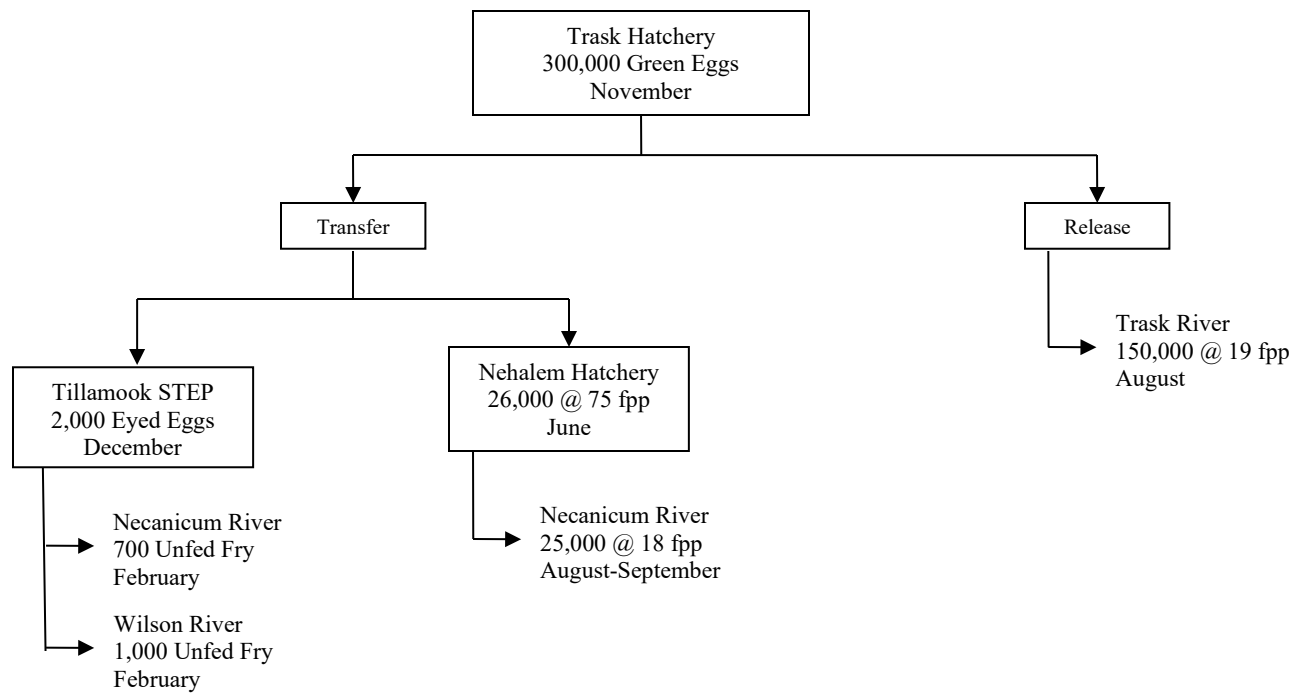 Trask Hatchery
300,000 Green Eggs
November
Transfer
Release
Tillamook STEP
2,000 Eyed Eggs
December
Nehalem Hatchery
26,000 @ 75 fpp
June
Trask River
150,000 @ 19 fpp
August
Necanicum River
700 Unfed Fry
February
Wilson River
1,000 Unfed Fry
February
Necanicum River
25,000 @ 18 fpp
August-September